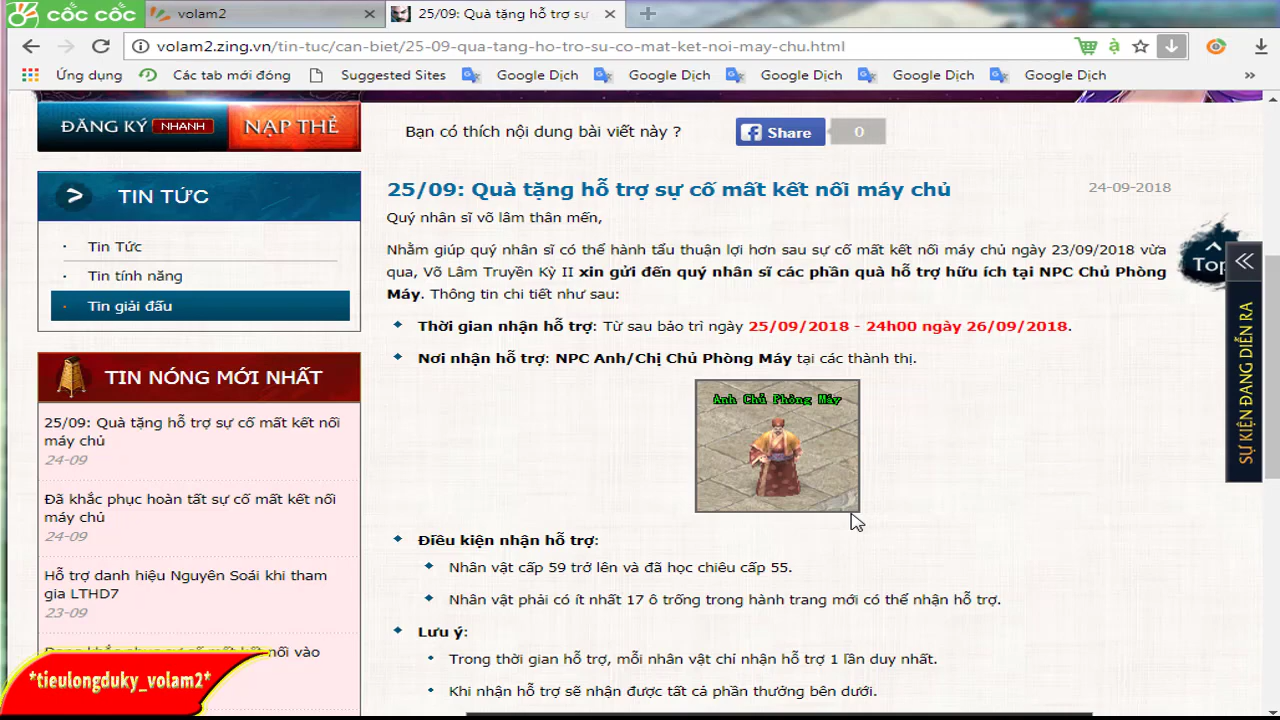 cốc cốc
volam2
25/09: Quà tặng hỗ trợ sự
volam2.zing.vn/tin-tuc/can-biet/25-09-qua-tang-ho-tro-su-co-mat-ket-noi-may-chu.html
Ứng dụng
Các tab mới đóng
Suggested Sites
Google Dịch
Google Dịch
Google Dịch
Google Dịch
Google Dịch
ĐĂNG KÝ NHANH
NẠP THẺ
Bạn có thích nội dung bài viết này ?
Share
0
TIN TỨC
Tin Tức
Tin tính năng
Tin giải đấu
TIN NÓNG MỚI NHẤT
25/09: Quà tặng hỗ trợ sự cố mất kết nối
máy chủ
24-09
Đã khắc phục hoàn tất sự cố mất kết nối
máy chủ
24-09
Hỗ trợ danh hiệu Nguyên Soái khi tham
gia LTHD7
23-09
*tieulongduky_volam2*
25/09: Quà tặng hỗ trợ sự cố mất kết nối máy chủ
24-09-2018
Quý nhân sĩ võ lâm thân mến,
Nhằm giúp quý nhân sĩ có thể hành tẩu thuận lợi hơn sau sự cố mất kết nối máy chủ ngày 23/09/2018 vừa
qua, Võ Lâm Truyền Kỳ II xin gửi đến quý nhân sĩ các phần quà hỗ trợ hữu ích tại NPC Chủ Phòng
Máy. Thông tin chi tiết như sau:
Thời gian nhận hỗ trợ: Từ sau bảo trì ngày 25/09/2018 - 24h00 ngày 26/09/2018.
Nơi nhận hỗ trợ: NPC Anh/Chị Chủ Phòng Máy tại các thành thị.
Anh Chủ Phòng Máy
Điều kiện nhận hỗ trợ:
Nhân vật cấp 59 trở lên và đã học chiêu cấp 55.
Nhân vật phải có ít nhất 17 ô trống trong hành trang mới có thể nhận hỗ trợ.
Lưu ý:
Trong thời gian hỗ trợ, mỗi nhân vật chỉ nhận hỗ trợ 1 lần duy nhất.
Khi nhận hỗ trợ sẽ nhận được tất cả phần thưởng bên dưới.
Top
SỰ KIỆN ĐANG DIỄN RA